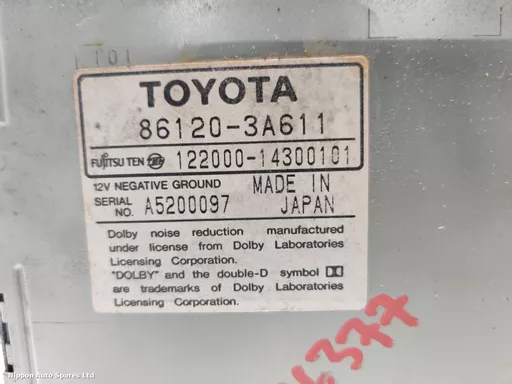 TOYOTA
86120-3A611
FUJITSU TEN 122000-14300101
12V NEGATIVE GROUND MADE IN
SERIAL NO. A5200097 JAPAN
Dolby noise reduction manufactured
under license from Dolby Laboratories
Licensing Corporation.
"DOLBY" and the double-D symbol
are trademarks of Dolby Laboratories
Licensing Corporation.
Nippon Auto Spares Ltd